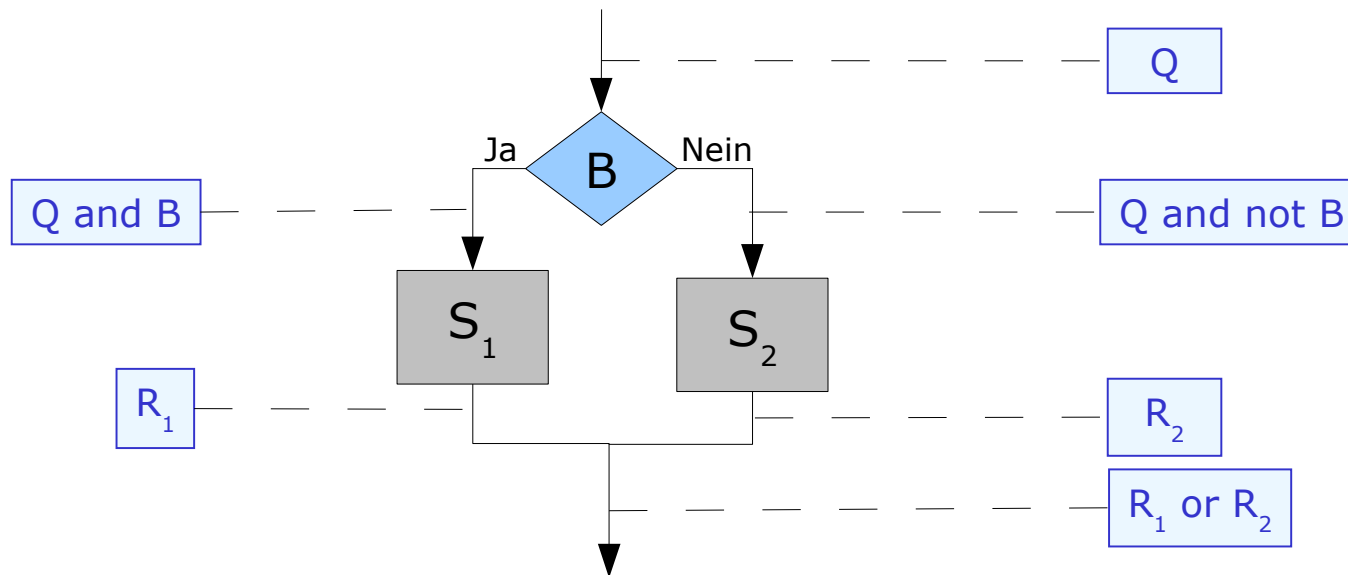 Q
Ja
B
Nein
Q and B
Q and not B
S₁
S₂
R₁
R₂
R₁ or R₂